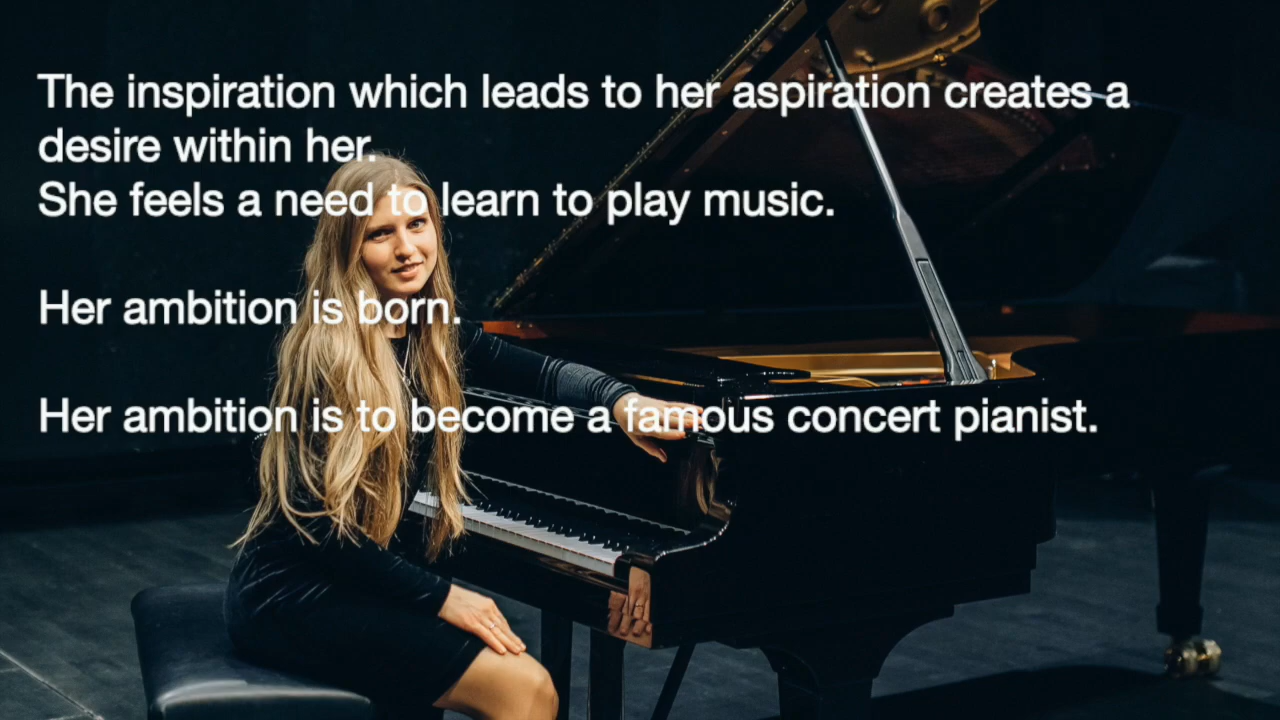 The inspiration which leads to her aspiration creates a
desire within her.
She feels a need to learn to play music.
Her ambition is born.
Her ambition is to become a famous concert pianist.